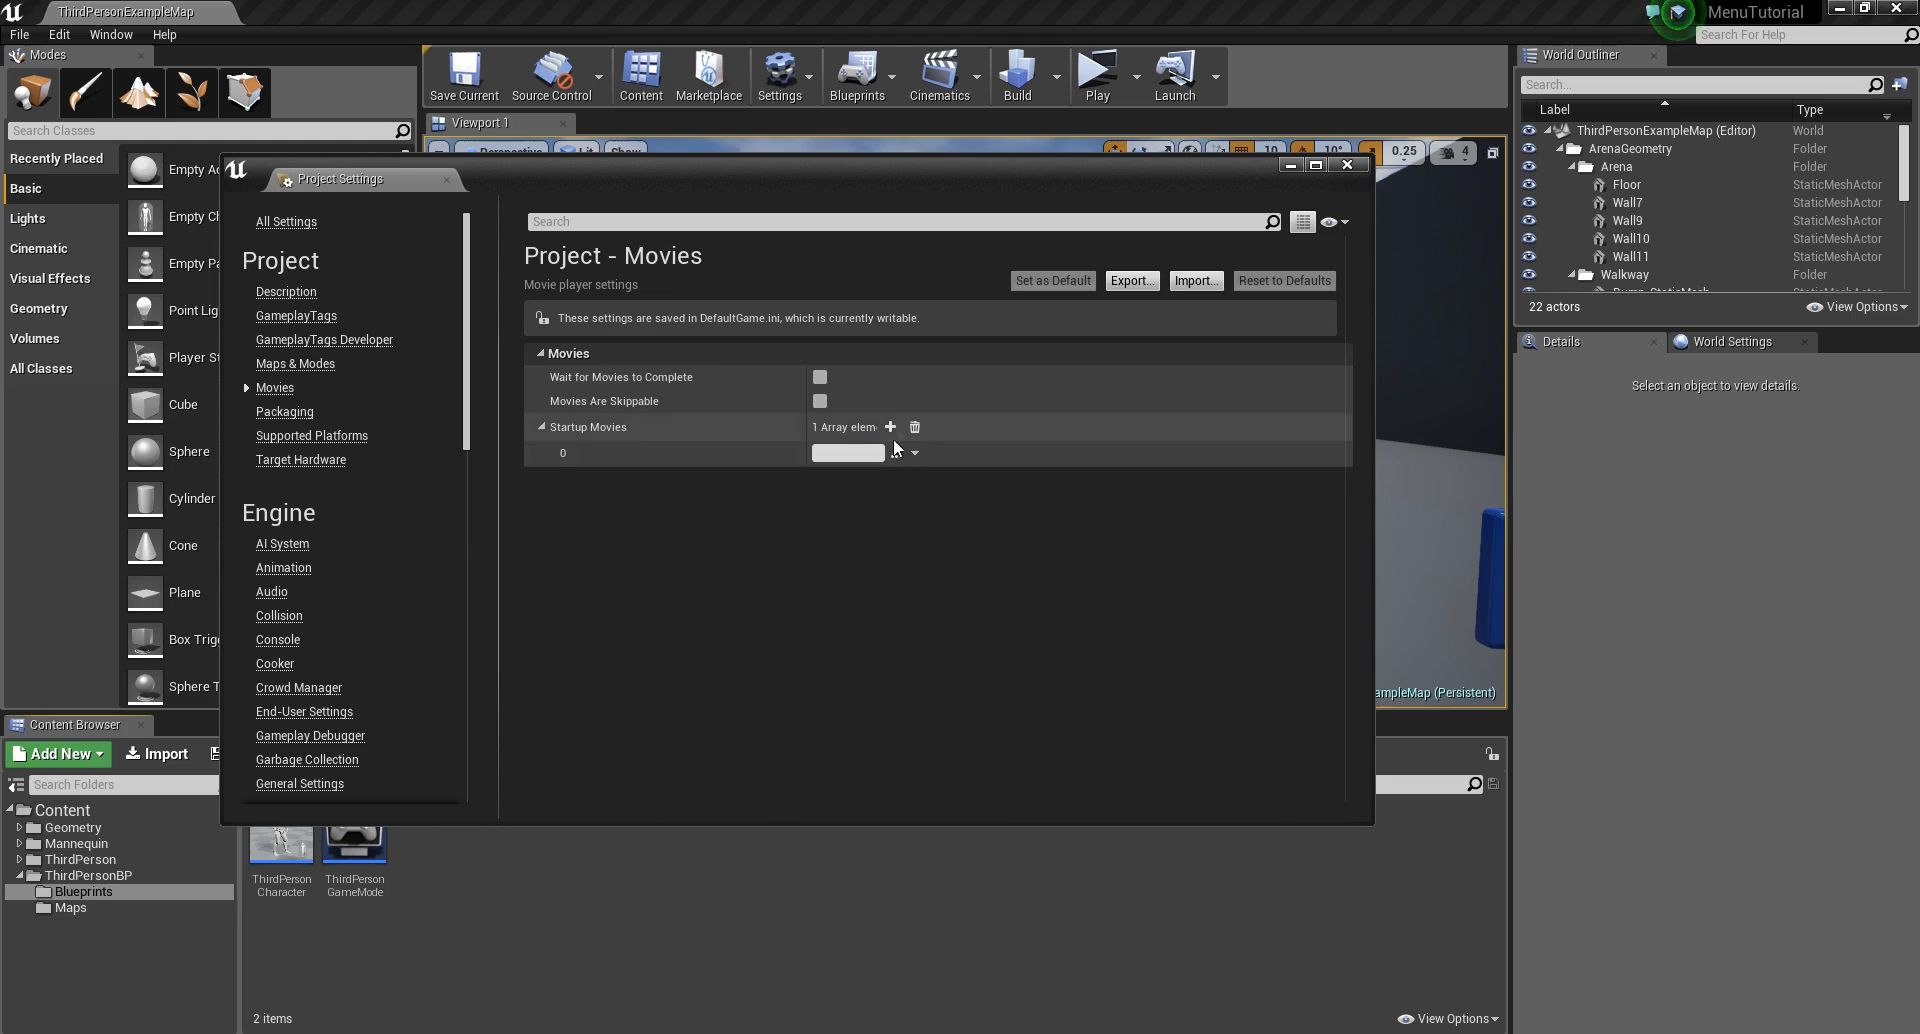 ThirdPersonExampleMap
MenuTutorial
File Edit Window Help
Search For Help
Modes
Save Current
Source Control
Content
Marketplace
Settings
Blueprints
Cinematics
Build
Play
Launch
Search Classes
Viewport 1
Perspective
Lit
Show
10
10°
0.25
4
Recently Placed
Basic
Lights
Cinematic
Visual Effects
Geometry
Volumes
All Classes
Empty Ac
Empty Ch
Empty Pa
Point Lig
Player St
Cube
Sphere
Cylinder
Cone
Plane
Box Trigg
Sphere T
Project Settings
All Settings
Project
Description
GameplayTags
GameplayTags Developer
Maps & Modes
Movies
Packaging
Supported Platforms
Target Hardware
Engine
AI System
Animation
Audio
Collision
Console
Cooker
Crowd Manager
End-User Settings
Gameplay Debugger
Garbage Collection
General Settings
Search
Project - Movies
Movie player settings
Set as Default
Export...
Import...
Reset to Defaults
These settings are saved in DefaultGame.ini, which is currently writable.
Movies
Wait for Movies to Complete
Movies Are Skippable
Startup Movies
1 Array elem
0
ampleMap (Persistent)
World Outliner
Search...
Label Type
ThirdPersonExampleMap (Editor) World
ArenaGeometry Folder
Arena Folder
Floor StaticMeshActor
Wall7 StaticMeshActor
Wall9 StaticMeshActor
Wall10 StaticMeshActor
Wall11 StaticMeshActor
Walkway Folder
22 actors
View Options
Details
World Settings
Select an object to view details.
Content Browser
Add New
Import
Search Folders
Content
Geometry
Mannequin
ThirdPerson
ThirdPersonBP
Blueprints
Maps
ThirdPerson
Character
ThirdPerson
GameMode
2 items
View Options